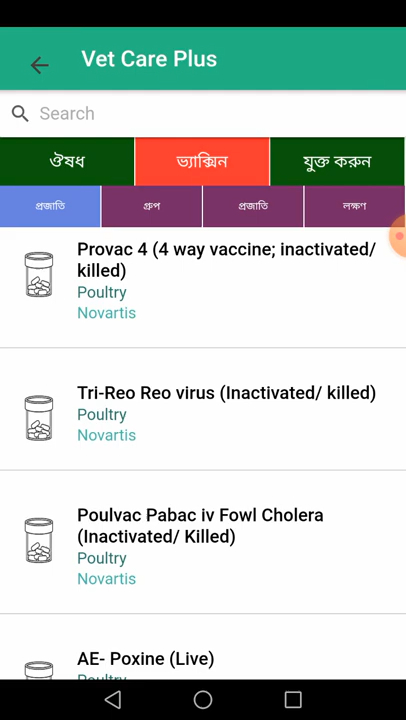 Vet Care Plus
Search
ঔষধ ভ্যাক্সিন যুক্ত করুন
প্রজাতি গ্রুপ প্রজাতি লক্ষণ
Provac 4 (4 way vaccine; inactivated/
killed)
Poultry
Novartis
Tri-Reo Reo virus (Inactivated/ killed)
Poultry
Novartis
Poulvac Pabac iv Fowl Cholera
(Inactivated/ Killed)
Poultry
Novartis
AE- Poxine (Live)
Poultry